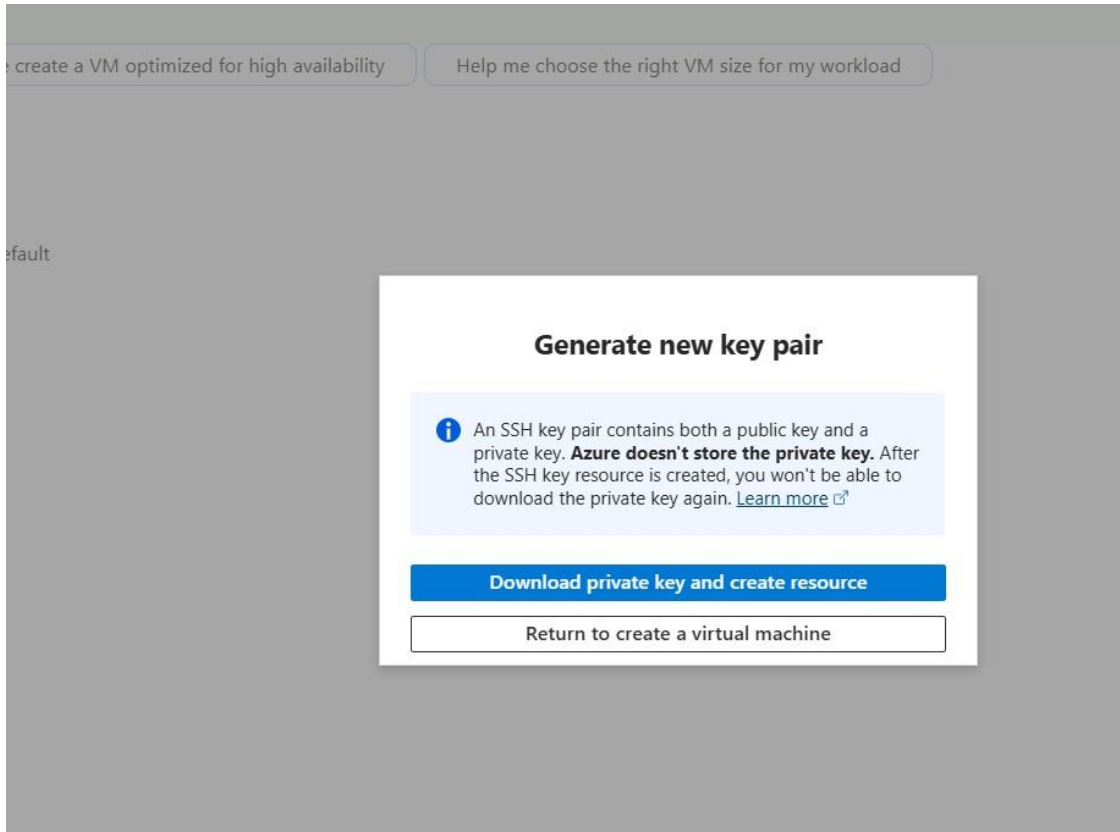 create a VM optimized for high availability
Help me choose the right VM size for my workload
efault
Generate new key pair
An SSH key pair contains both a public key and a
private key. Azure doesn't store the private key. After
the SSH key resource is created, you won't be able to
download the private key again. Learn more
Download private key and create resource
Return to create a virtual machine